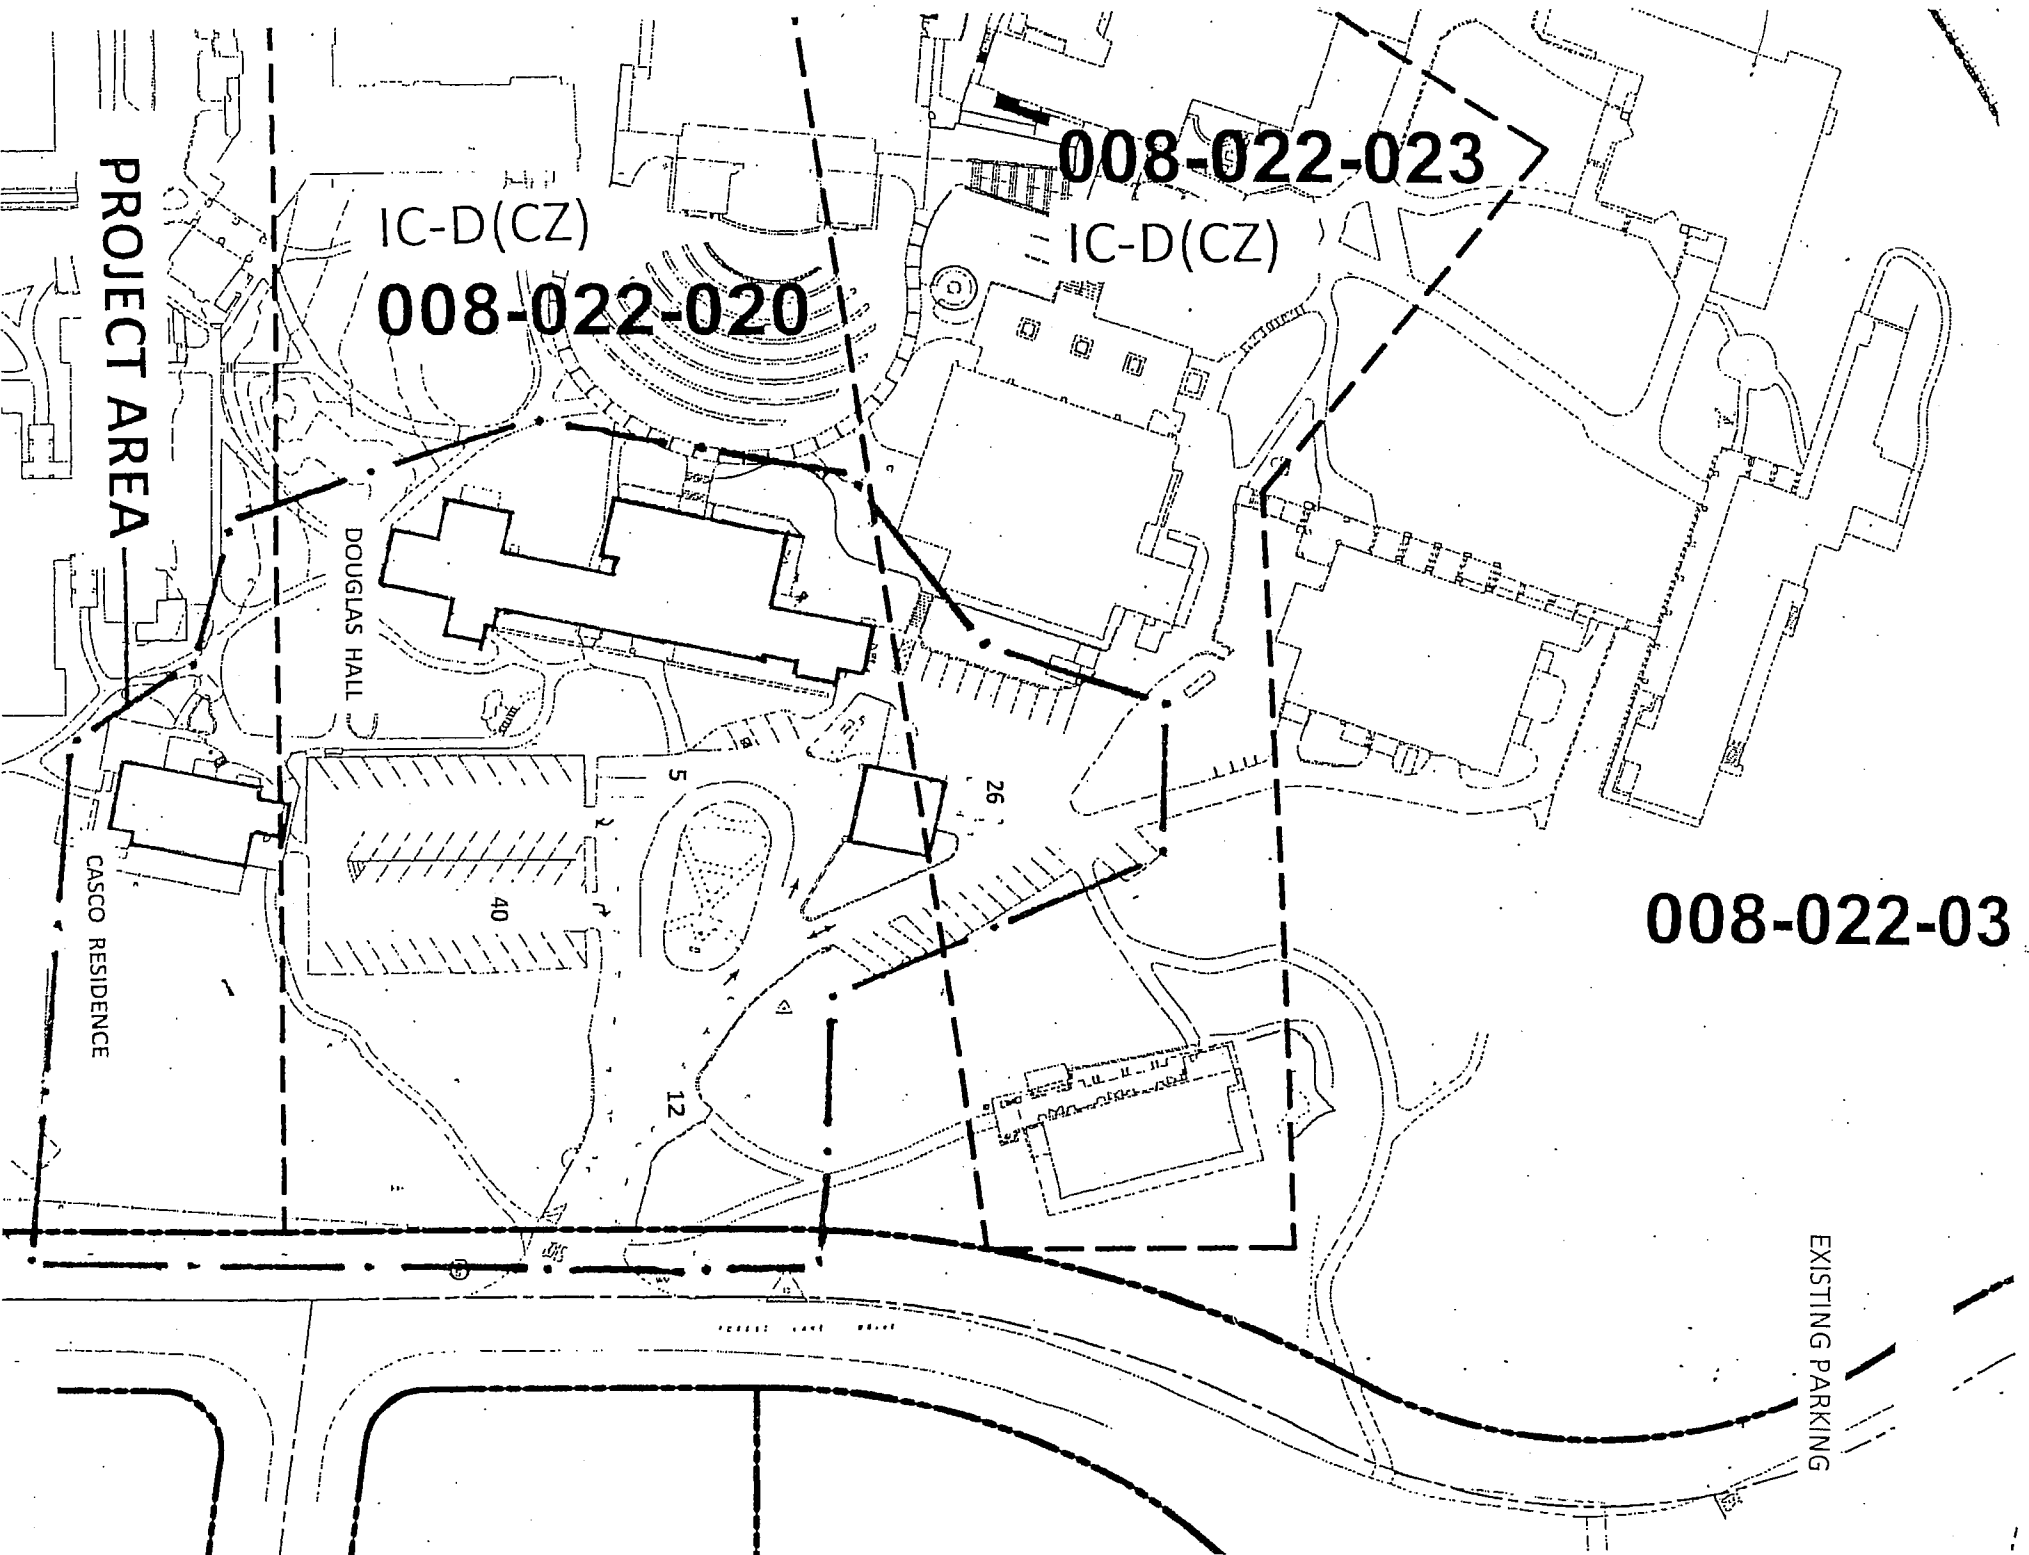 008-022-023
IC-D(CZ)
IC-D(CZ)
008-022-020
PROJECT AREA
DOUGLAS HALL
5
26
40
CASCO RESIDENCE
008-022-03
12
EXISTING PARKING